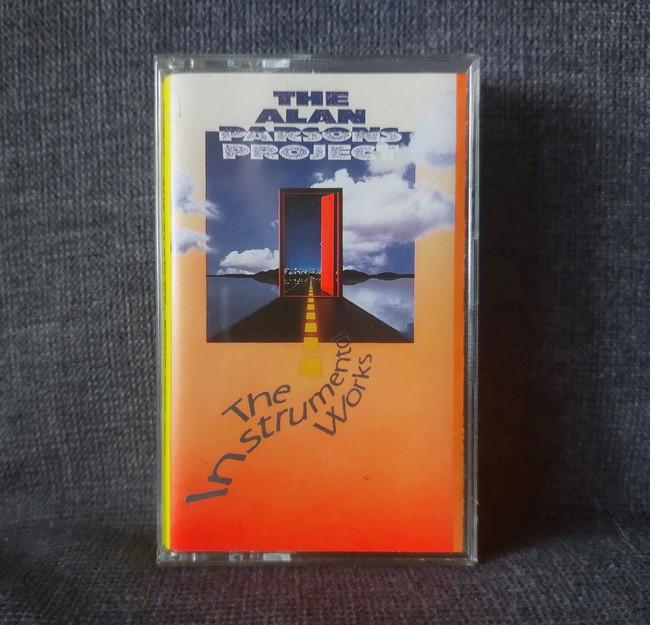 THE
ALAN
PARSONS
PROJECT
The
Instrumental
Works